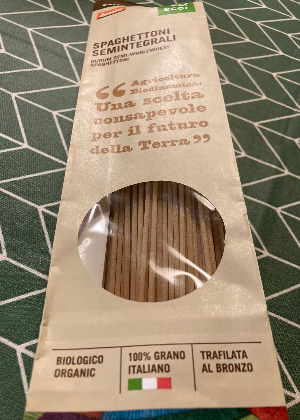 ECOR
SPAGHETTONI
SEMINTEGRALI
DURUM SEMI-WHOLEWHEAT
SPAGHETTONI
“ Agricoltura
Biodinamica:
Una scelta
consapevole
per il futuro
della Terra ”
BIOLOGICO
ORGANIC
100% GRANO
ITALIANO
TRAFILATA
AL BRONZO